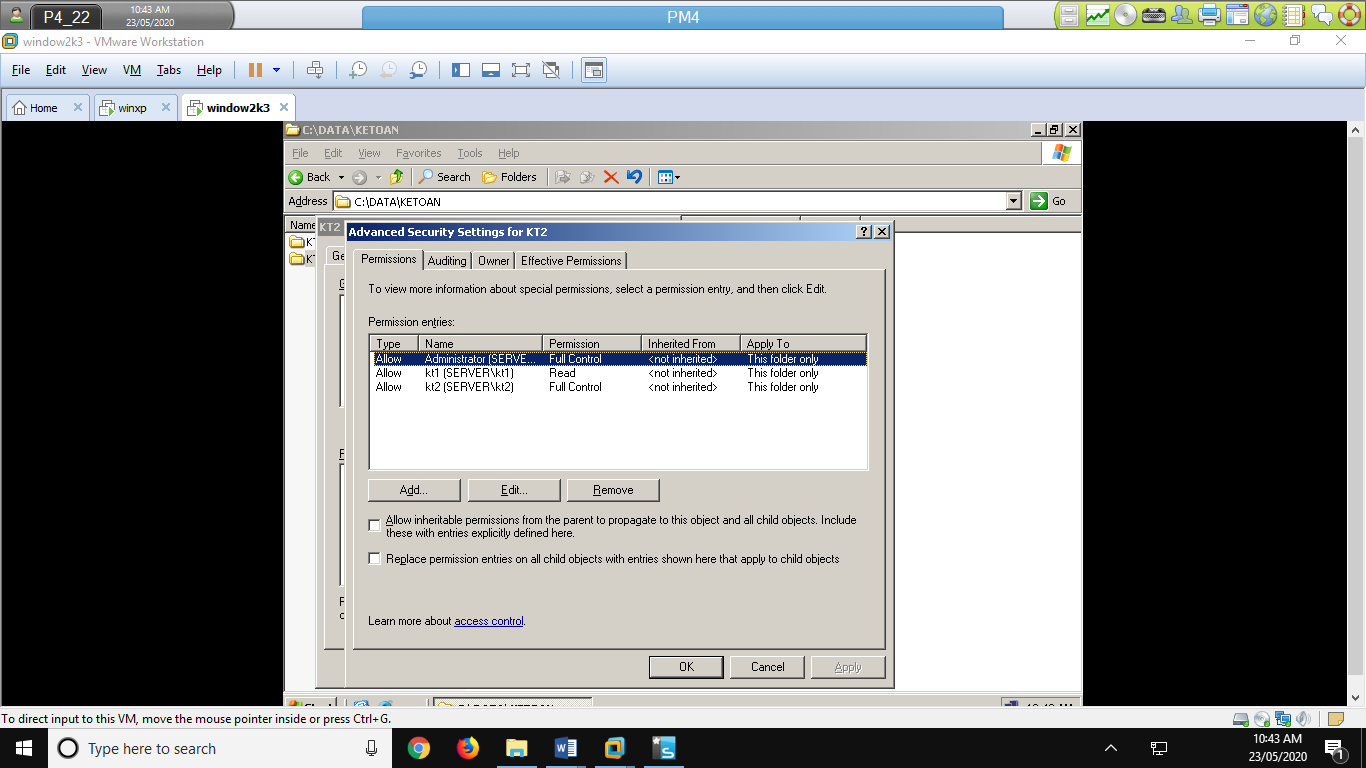 P4_22
10:43 AM
23/05/2020
PM4
window2k3 - VMware Workstation
File Edit View VM Tabs Help
Home winxp window2k3
C:\DATA\KETOAN
File Edit View Favorites Tools Help
Back Search Folders
Address C:\DATA\KETOAN Go
Name
KT2
Advanced Security Settings for KT2
Permissions Auditing Owner Effective Permissions
To view more information about special permissions, select a permission entry, and then click Edit.
Permission entries:
Type Name Permission Inherited From Apply To
Allow Administrator (SERVE... Full Control <not inherited> This folder only
Allow kt1 (SERVER\kt1) Read <not inherited> This folder only
Allow kt2 (SERVER\kt2) Full Control <not inherited> This folder only
Add... Edit... Remove
Allow inheritable permissions from the parent to propagate to this object and all child objects. Include
these with entries explicitly defined here.
Replace permission entries on all child objects with entries shown here that apply to child objects
Learn more about access control.
OK Cancel Apply
To direct input to this VM, move the mouse pointer inside or press Ctrl+G.
Type here to search
10:43 AM
23/05/2020
1